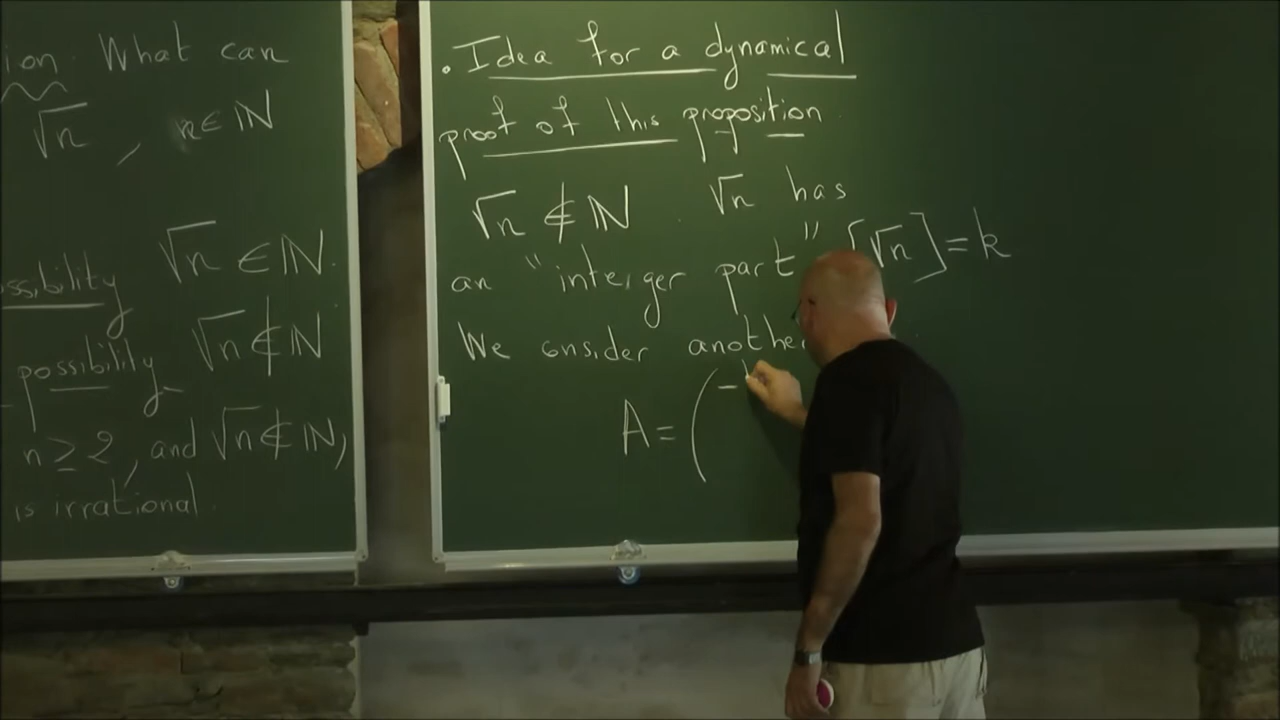 ion. What can
√n, n∈ℕ
ssibility √n ∈ ℕ.
possibility √n ∉ ℕ
n ≥ 2, and √n ∉ ℕ,
is irrational.
. Idea for a dynamical
proof of this proposition
√n ∉ ℕ. √n has
an "interger part" [√n] = k
We consider another
A = ( -k